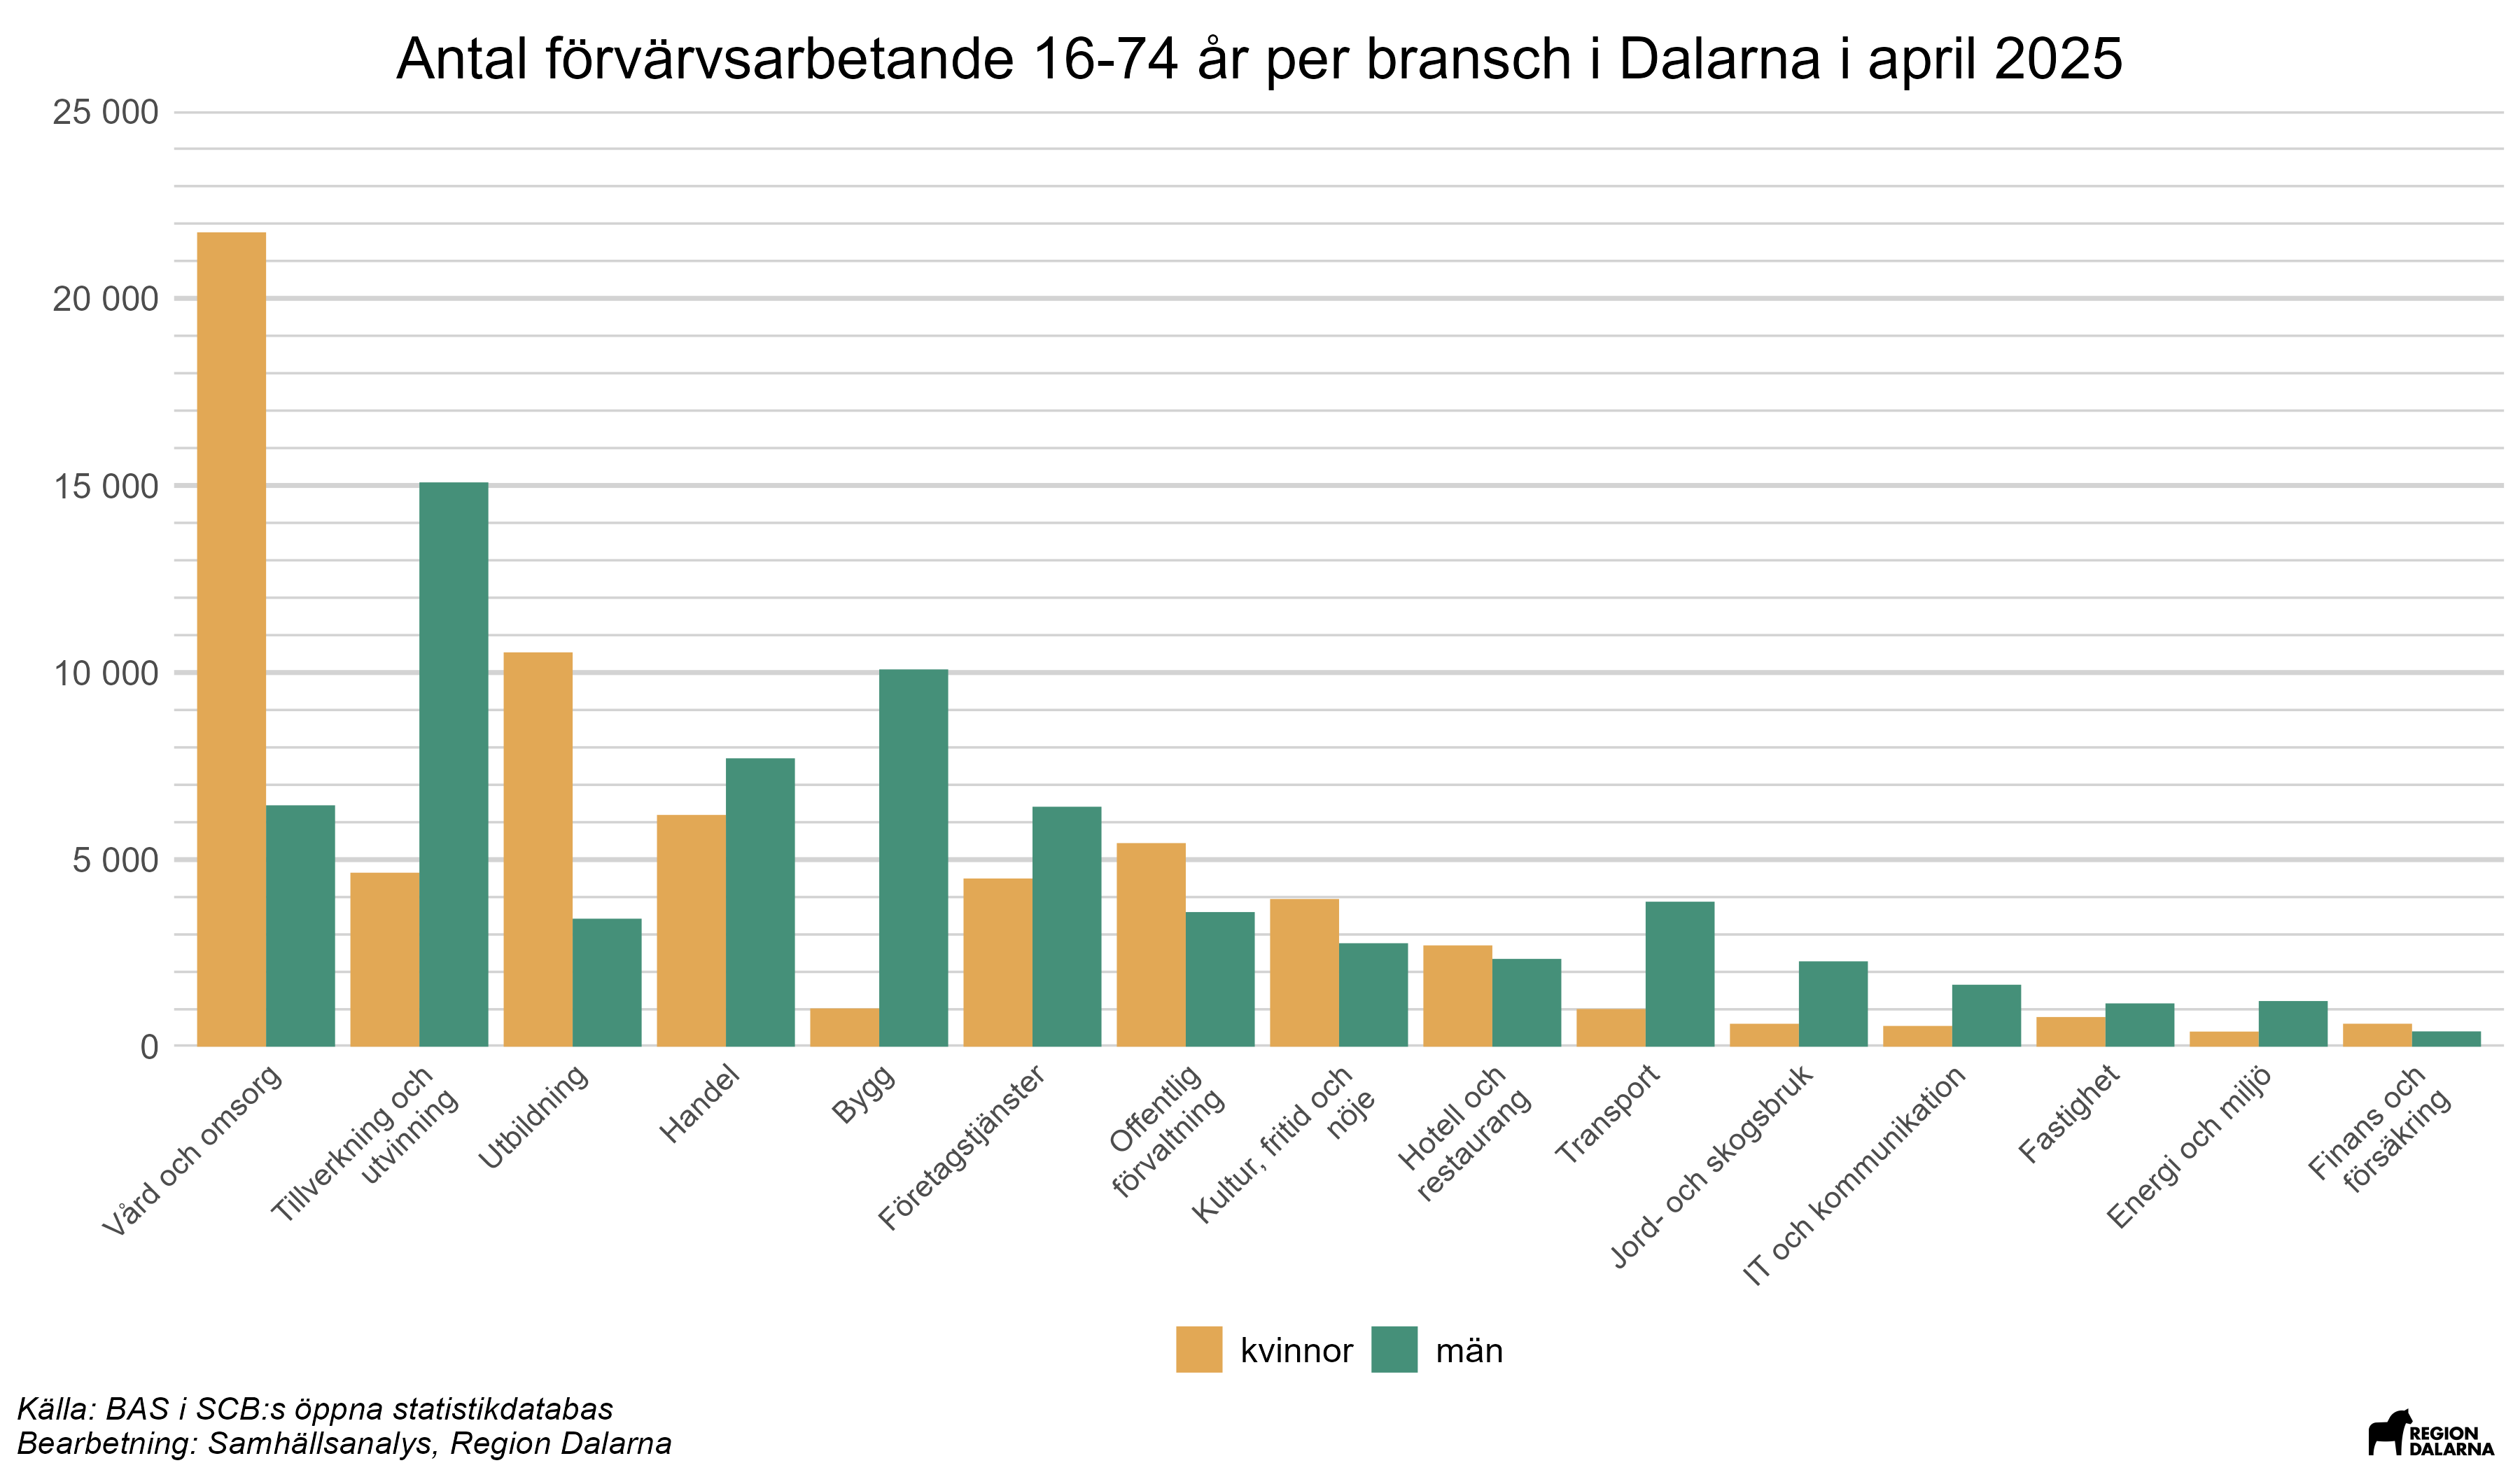 Antal förvärvsarbetande 16-74 år per bransch i Dalarna i april 2025
25 000
20 000
15 000
10 000
5 000
0
Vård och omsorg
Tillverkning och
utvinning
Utbildning
Handel
Bygg
Företagstjänster
Offentlig
förvaltning
Kultur, fritid och
nöje
Hotell och
restaurang
Transport
Jord- och skogsbruk
IT och kommunikation
Fastighet
Energi och miljö
Finans och
försäkring
kvinnor
män
Källa: BAS i SCB:s öppna statistikdatabas
Bearbetning: Samhällsanalys, Region Dalarna
REGION
DALARNA